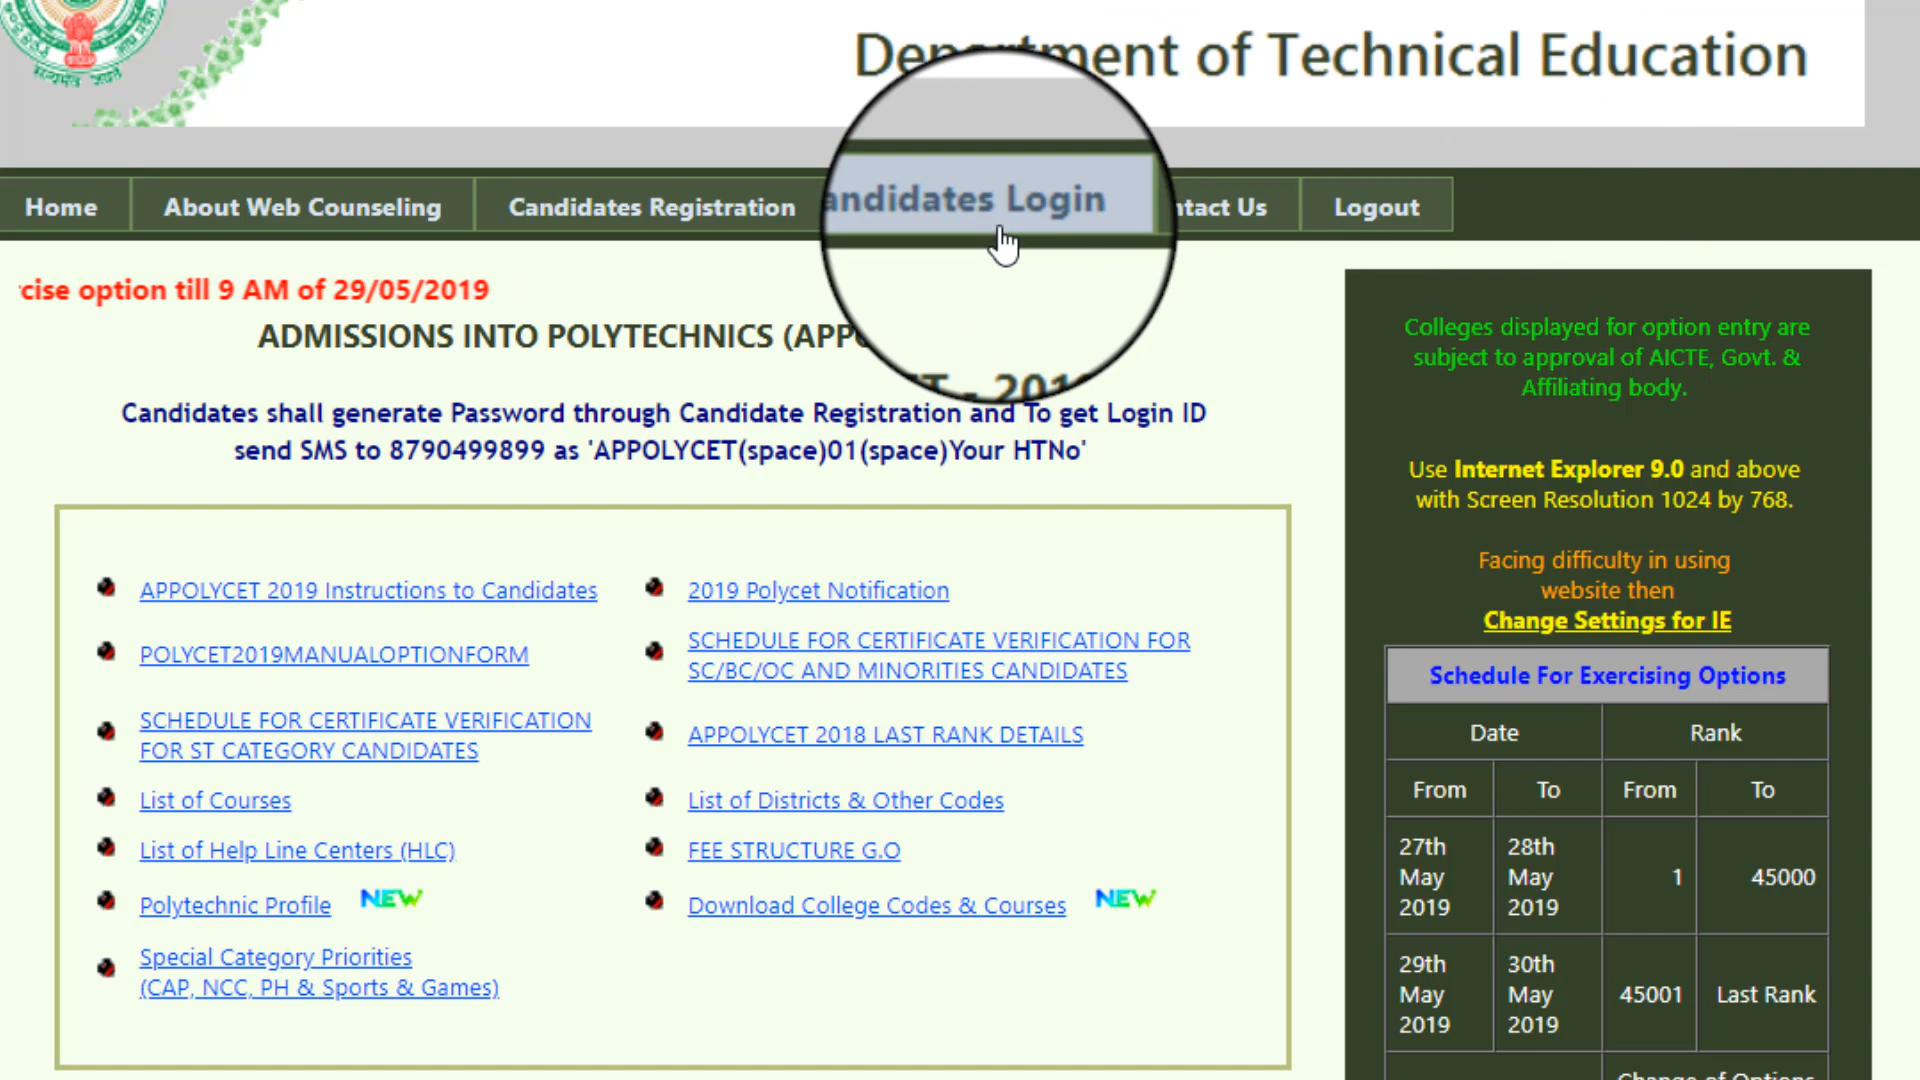 Department of Technical Education
Home
About Web Counseling
Candidates Registration
andidates Login
ntact Us
Logout
cise option till 9 AM of 29/05/2019
ADMISSIONS INTO POLYTECHNICS (APPO
T - 201
Candidates shall generate Password through Candidate Registration and To get Login ID
send SMS to 8790499899 as 'APPOLYCET(space)01(space)Your HTNo'
APPOLYCET 2019 Instructions to Candidates
2019 Polycet Notification
POLYCET2019MANUALOPTIONFORM
SCHEDULE FOR CERTIFICATE VERIFICATION FOR
SC/BC/OC AND MINORITIES CANDIDATES
SCHEDULE FOR CERTIFICATE VERIFICATION
FOR ST CATEGORY CANDIDATES
APPOLYCET 2018 LAST RANK DETAILS
List of Courses
List of Districts & Other Codes
List of Help Line Centers (HLC)
FEE STRUCTURE G.O
Polytechnic Profile NEW
Download College Codes & Courses NEW
Special Category Priorities
(CAP, NCC, PH & Sports & Games)
Colleges displayed for option entry are
subject to approval of AICTE, Govt. &
Affiliating body.
Use Internet Explorer 9.0 and above
with Screen Resolution 1024 by 768.
Facing difficulty in using
website then
Change Settings for IE
Schedule For Exercising Options
Date Rank
From To From To
27th May 2019 28th May 2019 1 45000
29th May 2019 30th May 2019 45001 Last Rank
Change of Options